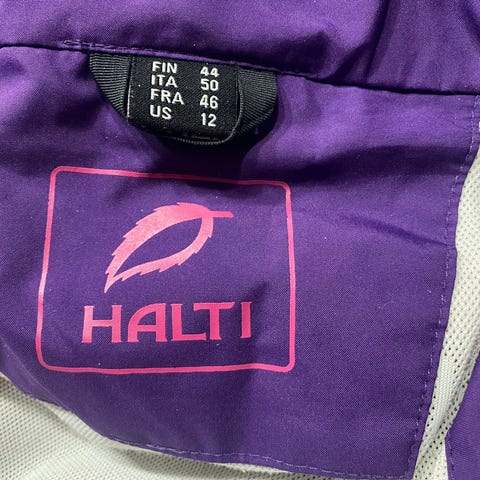 FIN 44
ITA 50
FRA 46
US 12
HALTI